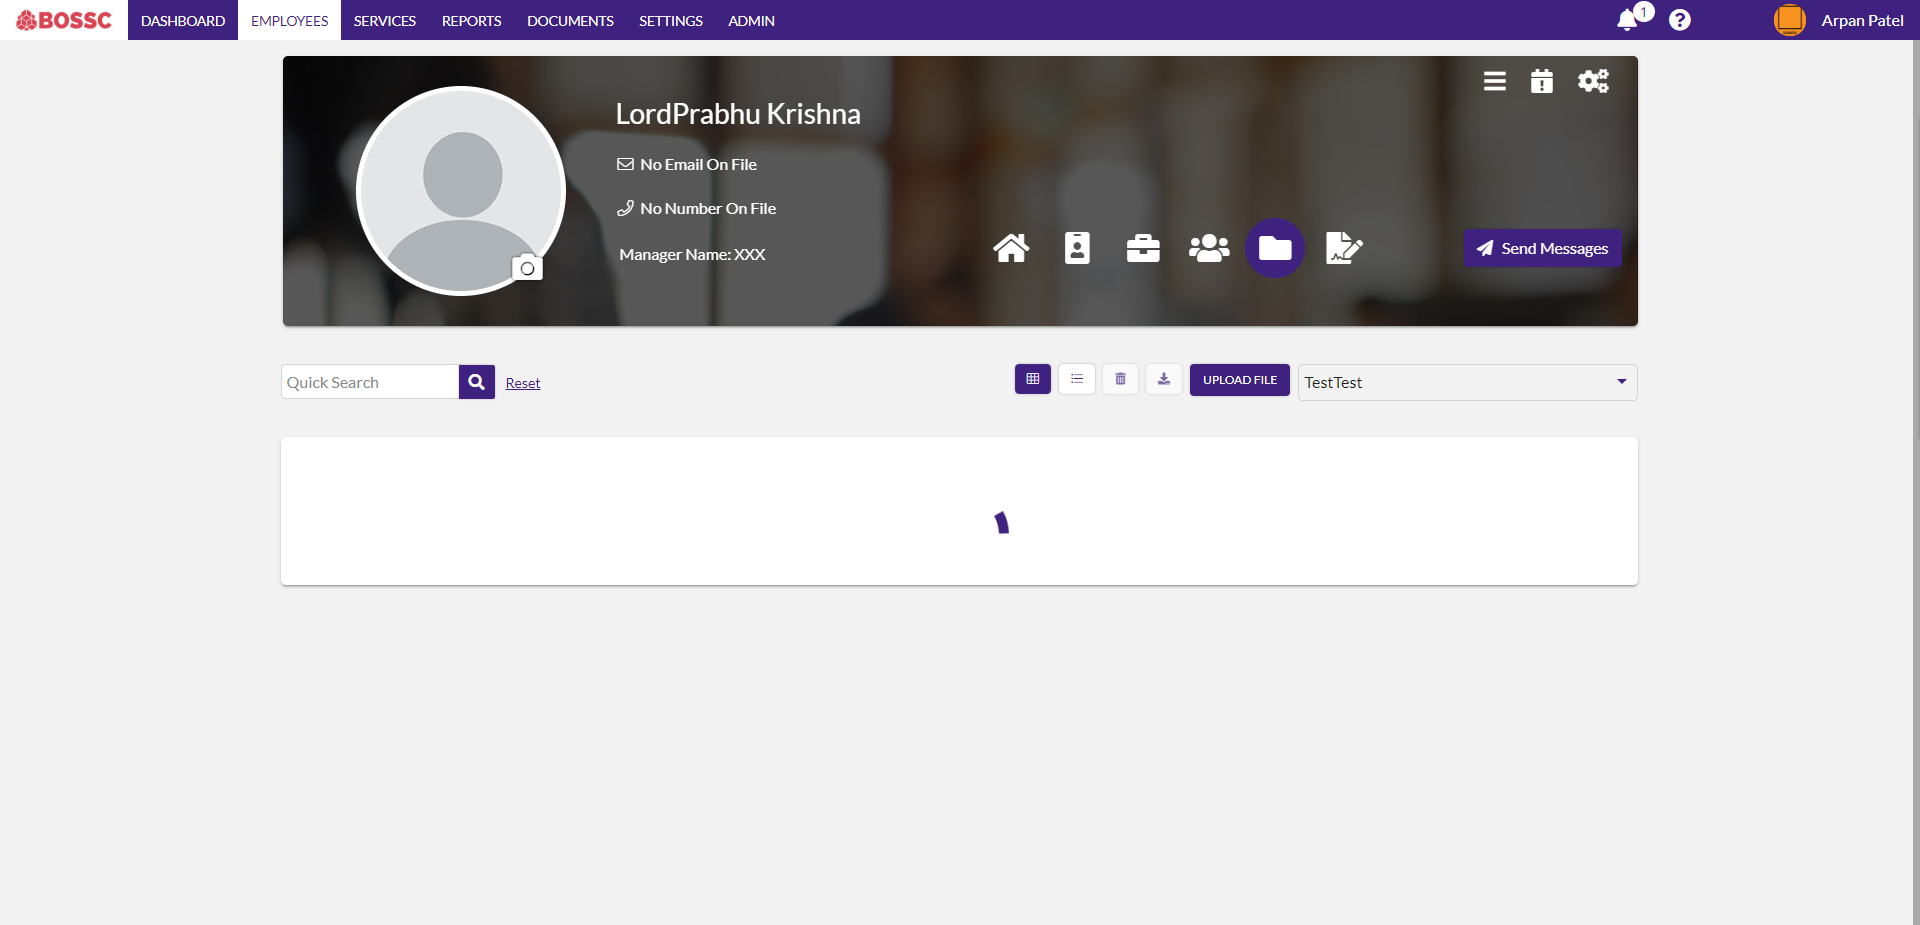 BOSSC DASHBOARD EMPLOYEES SERVICES REPORTS DOCUMENTS SETTINGS ADMIN 1 Arpan Patel
LordPrabhu Krishna
No Email On File
No Number On File
Manager Name: XXX
Send Messages
Quick Search Reset UPLOAD FILE TestTest